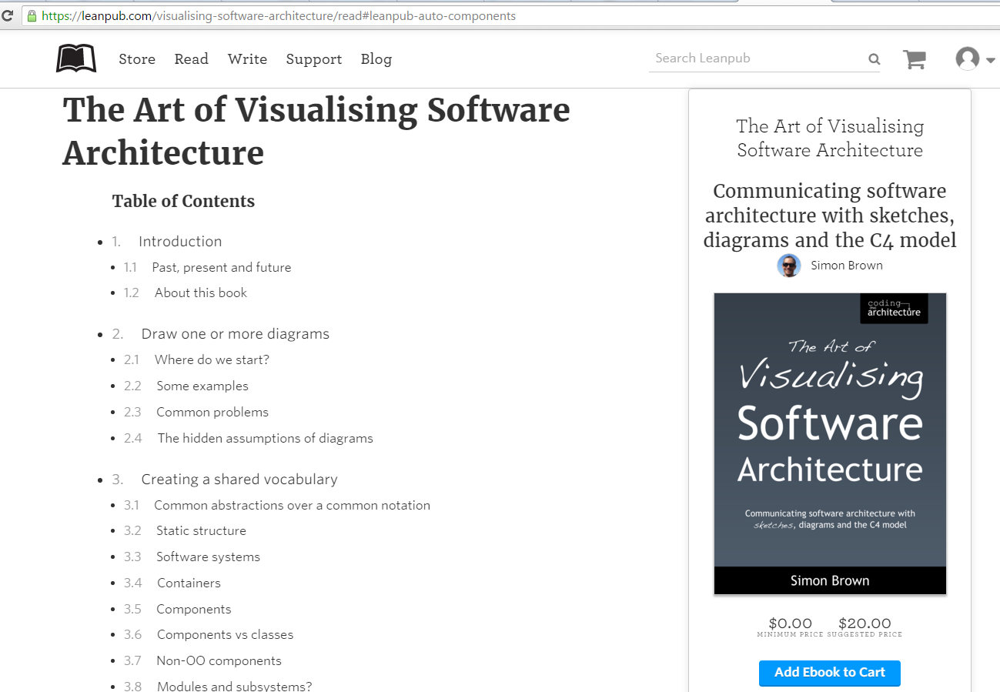 https://leanpub.com/visualising-software-architecture/read#leanpub-auto-components
Store Read Write Support Blog
Search Leanpub
The Art of Visualising Software
Architecture
Table of Contents
1. Introduction
1.1 Past, present and future
1.2 About this book
2. Draw one or more diagrams
2.1 Where do we start?
2.2 Some examples
2.3 Common problems
2.4 The hidden assumptions of diagrams
3. Creating a shared vocabulary
3.1 Common abstractions over a common notation
3.2 Static structure
3.3 Software systems
3.4 Containers
3.5 Components
3.6 Components vs classes
3.7 Non-OO components
3.8 Modules and subsystems?
The Art of Visualising
Software Architecture
Communicating software
architecture with sketches,
diagrams and the C4 model
Simon Brown
coding
the
architecture
The Art of
Visualising
Software
Architecture
Communicating software architecture with
sketches, diagrams and the C4 model
Simon Brown
$0.00 $20.00
MINIMUM PRICE SUGGESTED PRICE
Add Ebook to Cart